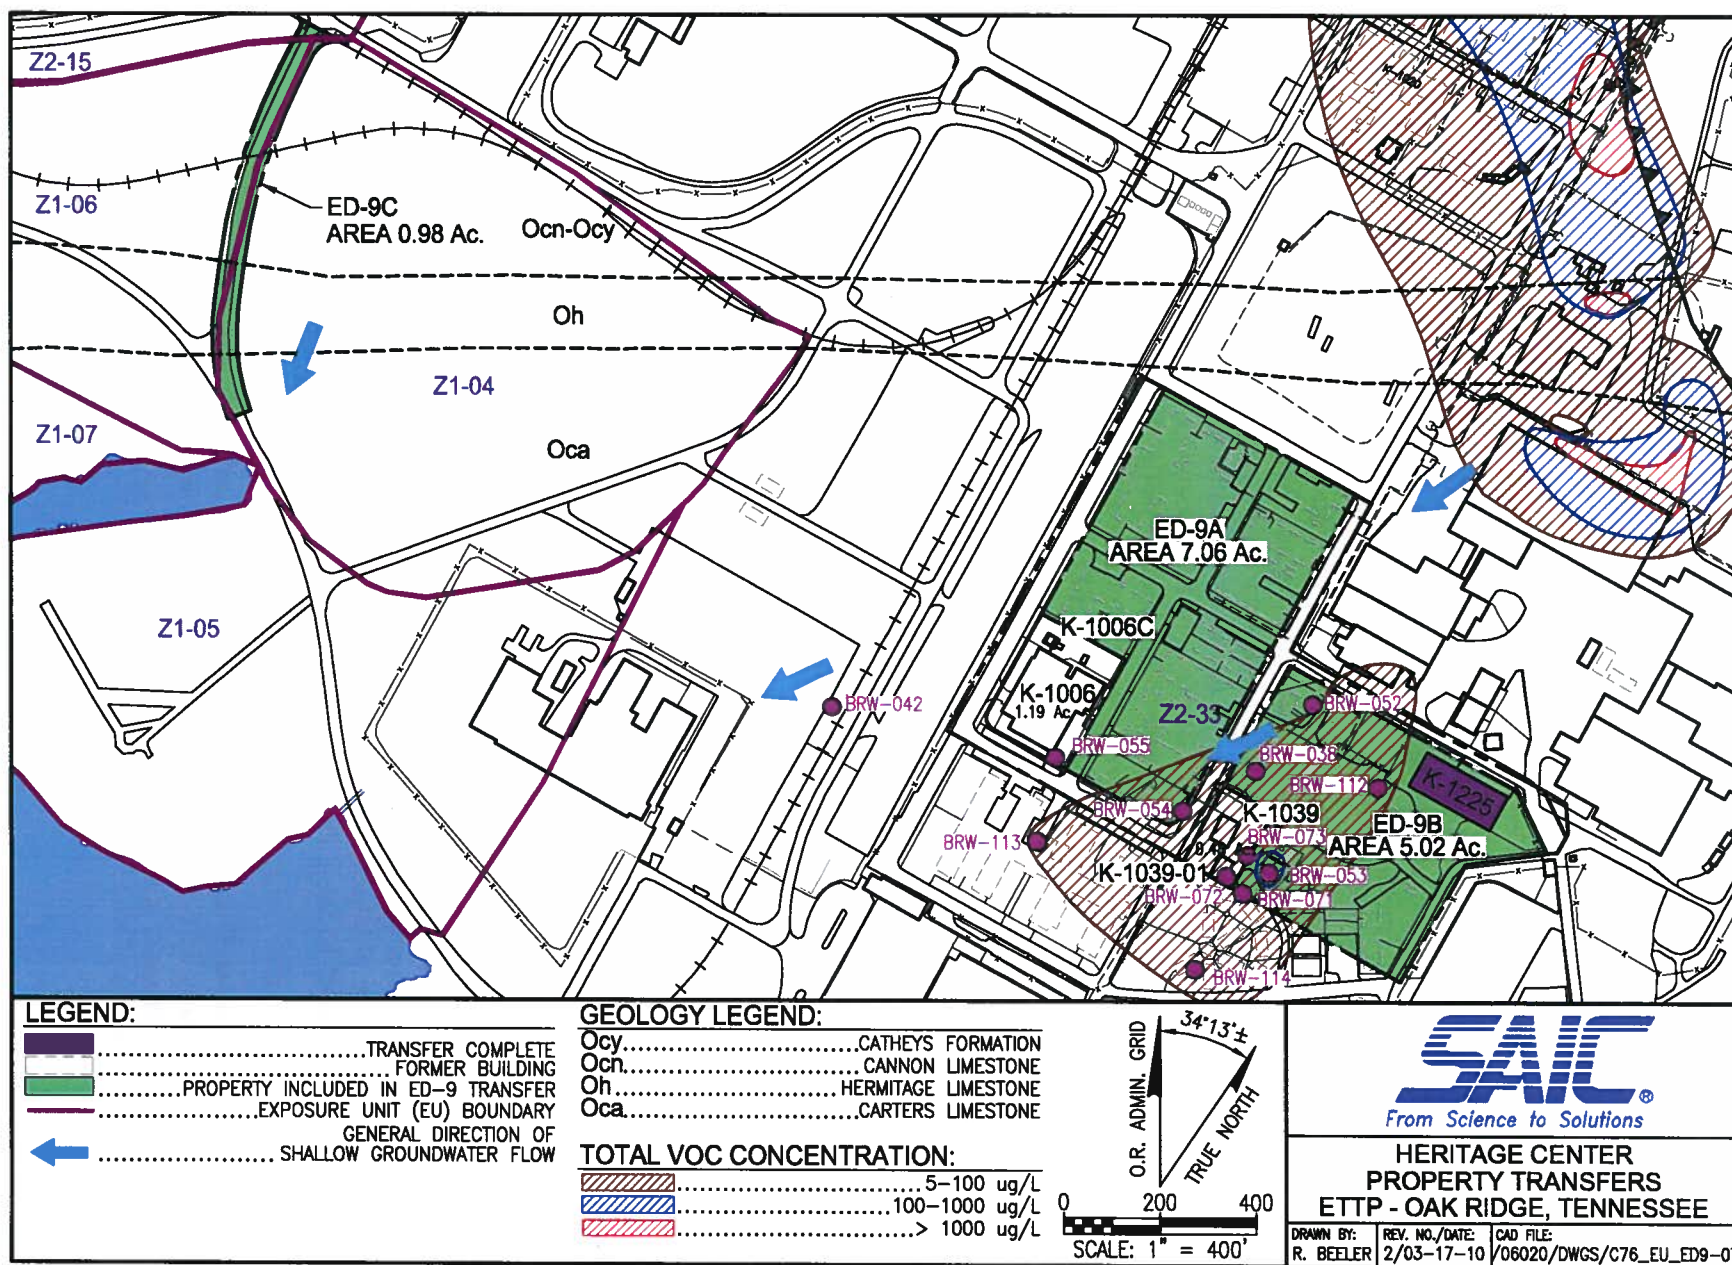 Z2-15
K-1020
Z1-06
ED-9C
AREA 0.98 Ac.
Ocn-Ocy
Oh
Z1-04
Z1-07
Oca
ED-9A
AREA 7.06 Ac.
Z1-05
K-1006C
K-1006
1.19 Ac.
Z2-33
BRW-042
BRW-052
BRW-055
BRW-038
BRW-112
K-1225
BRW-054
K-1039
ED-9B
AREA 5.02 Ac.
BRW-113
BRW-073
K-1039-01
BRW-053
BRW-072
BRW-071
BRW-114
LEGEND:
TRANSFER COMPLETE
FORMER BUILDING
PROPERTY INCLUDED IN ED-9 TRANSFER
EXPOSURE UNIT (EU) BOUNDARY
GENERAL DIRECTION OF
SHALLOW GROUNDWATER FLOW
GEOLOGY LEGEND:
Ocy CATHEYS FORMATION
Ocn CANNON LIMESTONE
Oh HERMITAGE LIMESTONE
Oca CARTERS LIMESTONE
TOTAL VOC CONCENTRATION:
5-100 ug/L
100-1000 ug/L
> 1000 ug/L
34°13'±
O.R. ADMIN. GRID
TRUE NORTH
0 200 400
SCALE: 1" = 400'
SAIC®
From Science to Solutions
HERITAGE CENTER
PROPERTY TRANSFERS
ETTP - OAK RIDGE, TENNESSEE
DRAWN BY: REV. NO./DATE: CAD FILE:
R. BEELER 2/03-17-10 /06020/DWGS/C76_EU_ED9-0